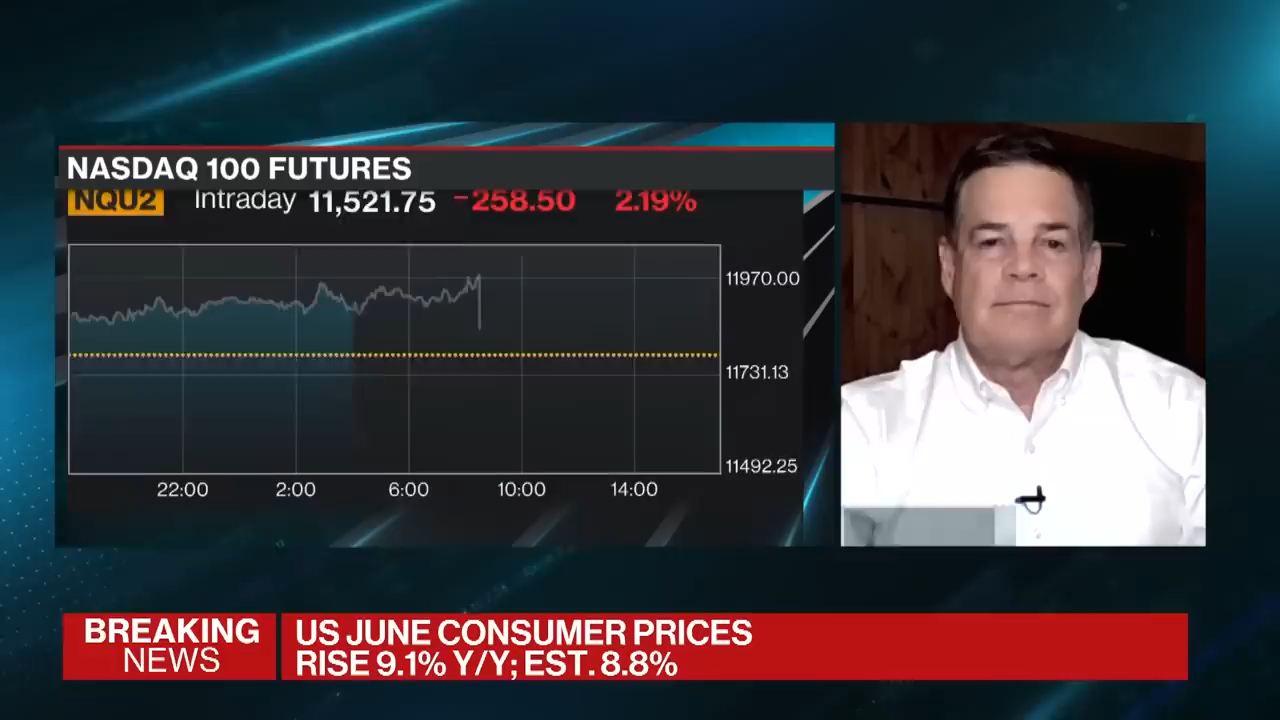 NASDAQ 100 FUTURES
NQU2 Intraday 11,521.75 -258.50 2.19%
11970.00
11731.13
11492.25
22:00 2:00 6:00 10:00 14:00
BREAKING NEWS
US JUNE CONSUMER PRICES
RISE 9.1% Y/Y; EST. 8.8%